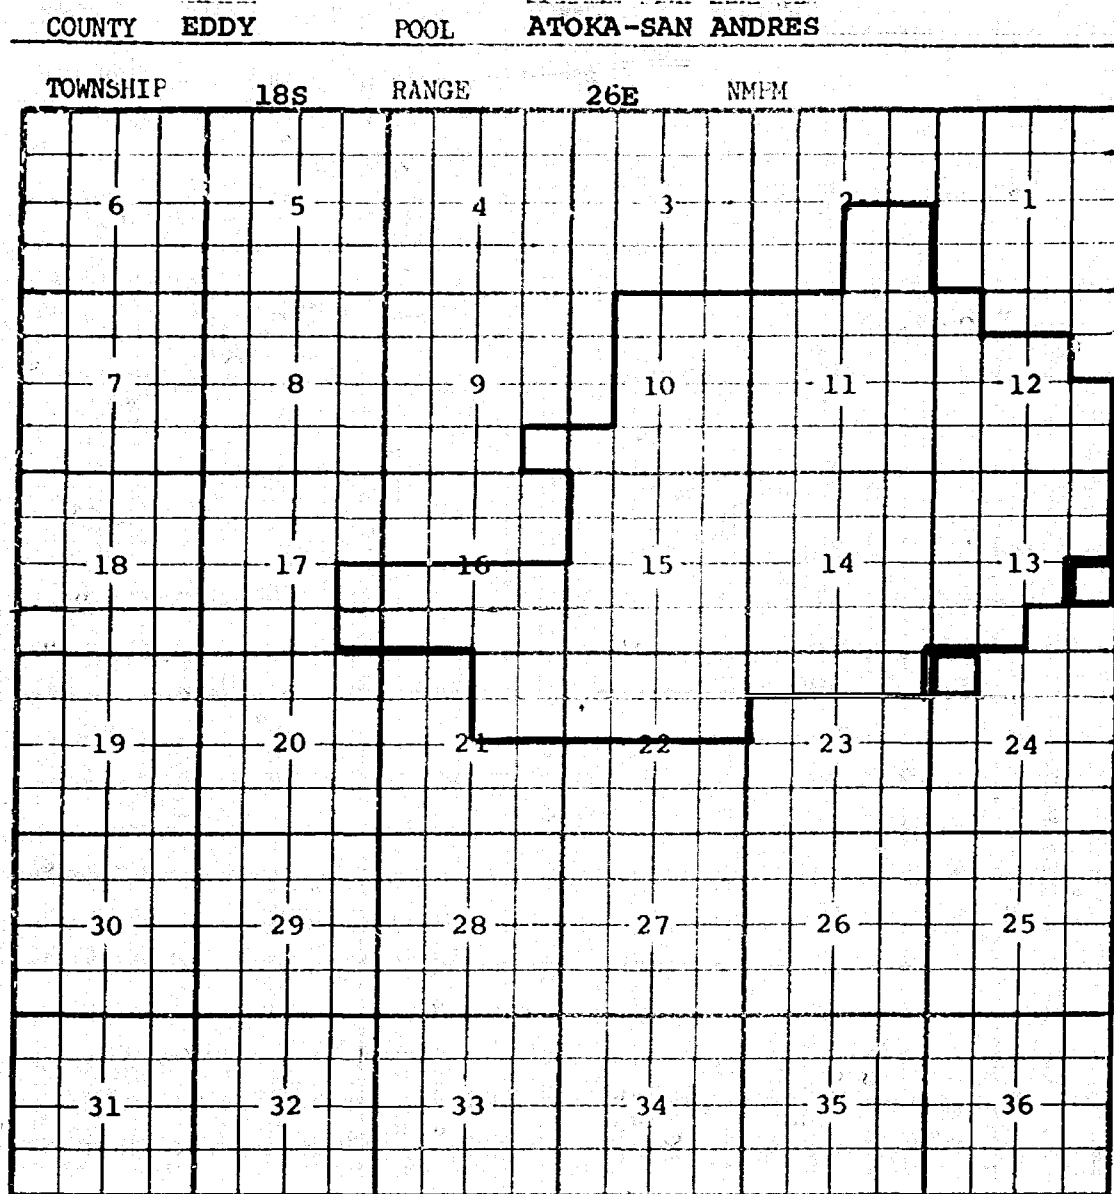 COUNTY EDDY POOL ATOKA-SAN ANDRES
TOWNSHIP 18S RANGE 26E NMPM
6 5 4 3 2 1
7 8 9 10 11 12
18 17 16 15 14 13
19 20 21 22 23 24
30 29 28 27 26 25
31 32 33 34 35 36